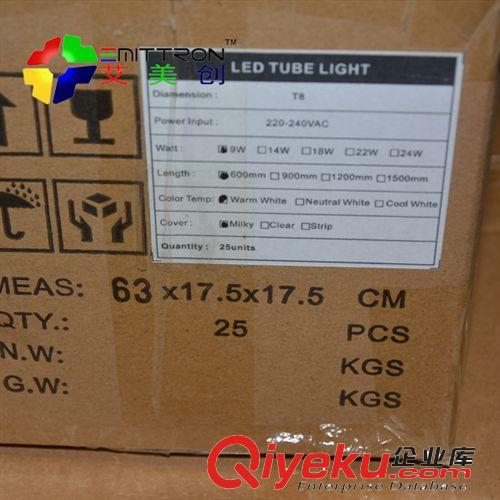 EMITTRON™
艾美创
LED TUBE LIGHT
Diamension : T8
Power Input : 220-240VAC
Watt : 9W 14W 18W 22W 24W
Length : 600mm 900mm 1200mm 1500mm
Color Temp: Warm White Neutral White Cool White
Cover : Milky Clear Strip
Quantity : 25units
MEAS: 63 x17.5x17.5 CM
QTY.: 25 PCS
N.W: KGS
G.W: KGS
Qiyeku.com 企业库
Enterprise Database